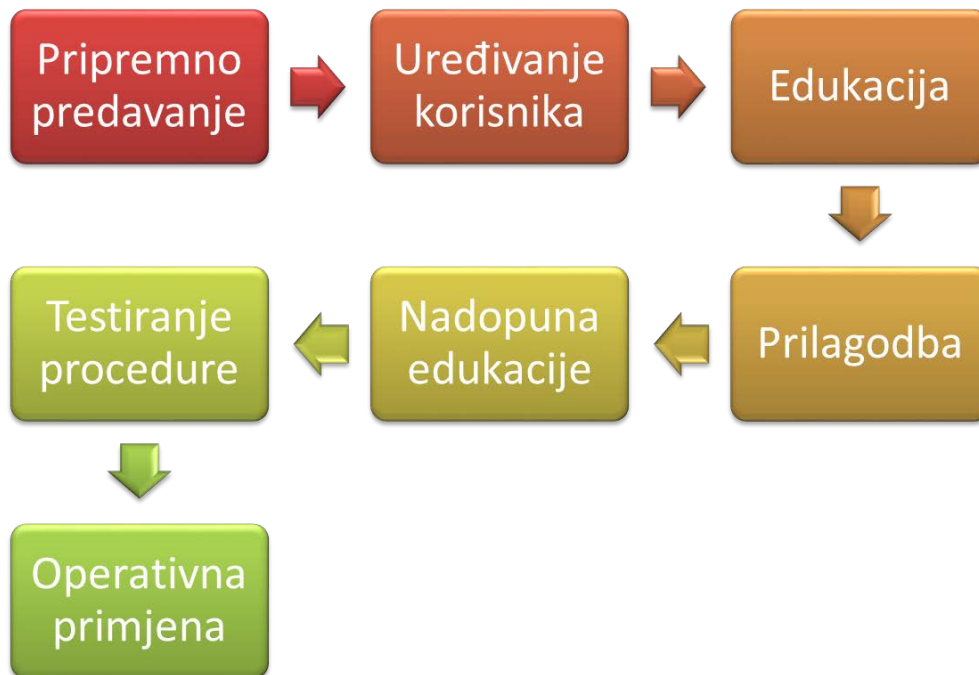 Pripremno
predavanje
Uređivanje
korisnika
Edukacija
Prilagodba
Nadopuna
edukacije
Testiranje
procedure
Operativna
primjena